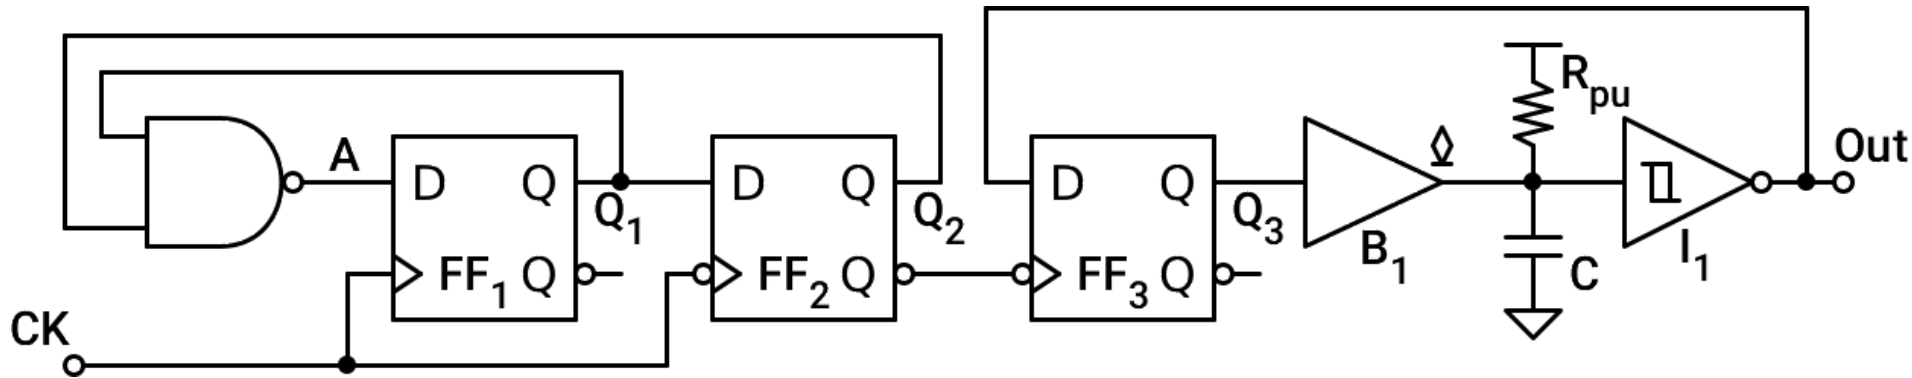 A
D Q
Q1
FF1 Q
D Q
Q2
FF2 Q
D Q
Q3
FF3 Q
B1
Rpu
C
I1
Out
CK